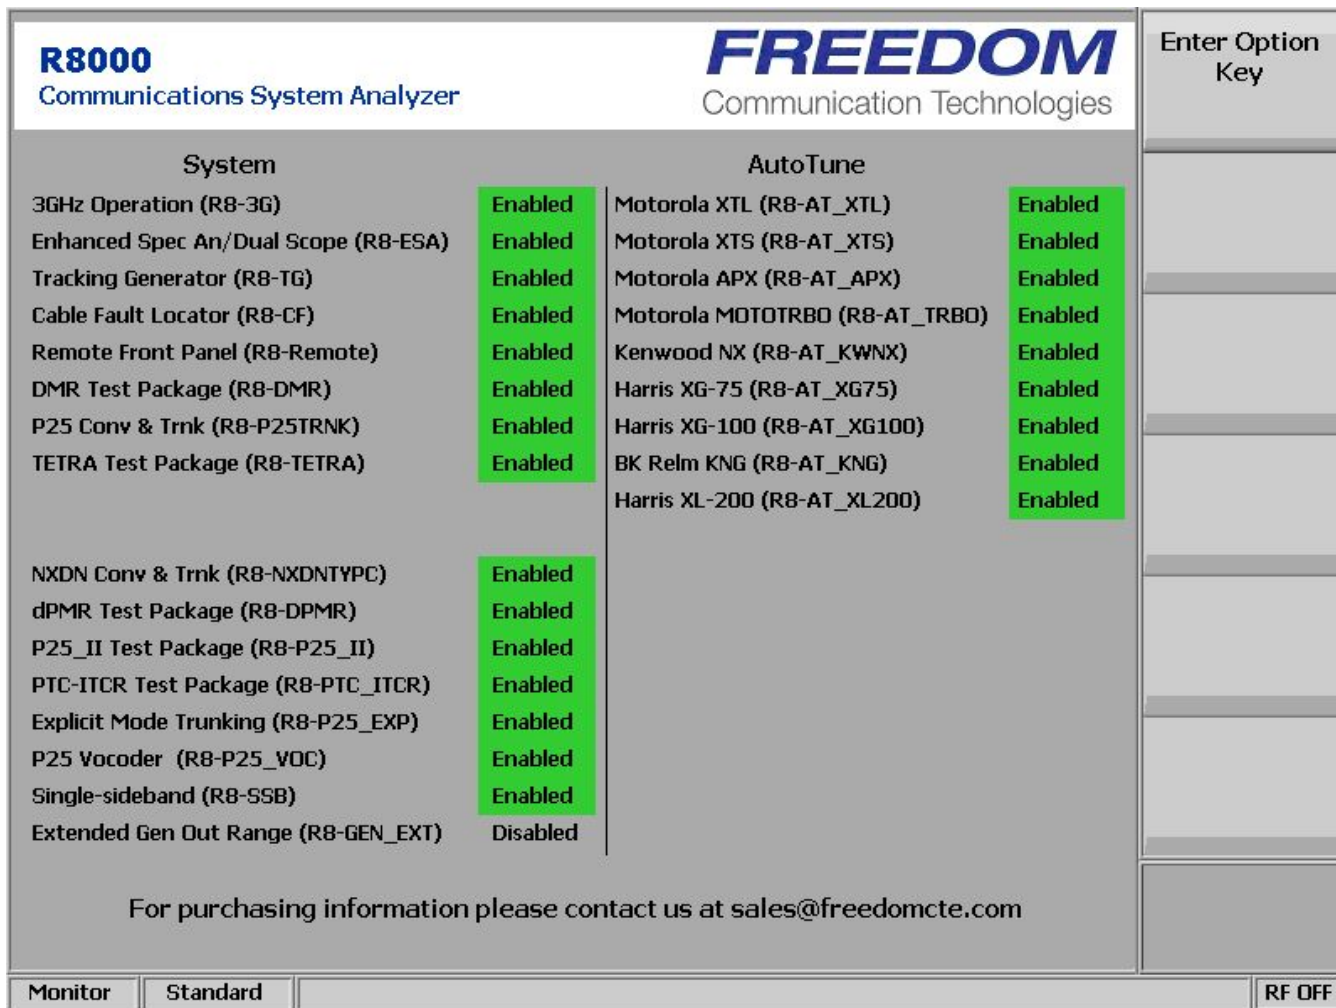 R8000
Communications System Analyzer
FREEDOM
Communication Technologies
Enter Option
Key
System
3GHz Operation (R8-3G) Enabled
Enhanced Spec An/Dual Scope (R8-ESA) Enabled
Tracking Generator (R8-TG) Enabled
Cable Fault Locator (R8-CF) Enabled
Remote Front Panel (R8-Remote) Enabled
DMR Test Package (R8-DMR) Enabled
P25 Conv & Trnk (R8-P25TRNK) Enabled
TETRA Test Package (R8-TETRA) Enabled
NXDN Conv & Trnk (R8-NXDNTYPC) Enabled
dPMR Test Package (R8-DPMR) Enabled
P25_II Test Package (R8-P25_II) Enabled
PTC-ITCR Test Package (R8-PTC_ITCR) Enabled
Explicit Mode Trunking (R8-P25_EXP) Enabled
P25 Vocoder (R8-P25_VOC) Enabled
Single-sideband (R8-SSB) Enabled
Extended Gen Out Range (R8-GEN_EXT) Disabled
AutoTune
Motorola XTL (R8-AT_XTL) Enabled
Motorola XTS (R8-AT_XTS) Enabled
Motorola APX (R8-AT_APX) Enabled
Motorola MOTOTRBO (R8-AT_TRBO) Enabled
Kenwood NX (R8-AT_KWNX) Enabled
Harris XG-75 (R8-AT_XG75) Enabled
Harris XG-100 (R8-AT_XG100) Enabled
BK Relm KNG (R8-AT_KNG) Enabled
Harris XL-200 (R8-AT_XL200) Enabled
For purchasing information please contact us at sales@freedomcte.com
Monitor Standard RF OFF